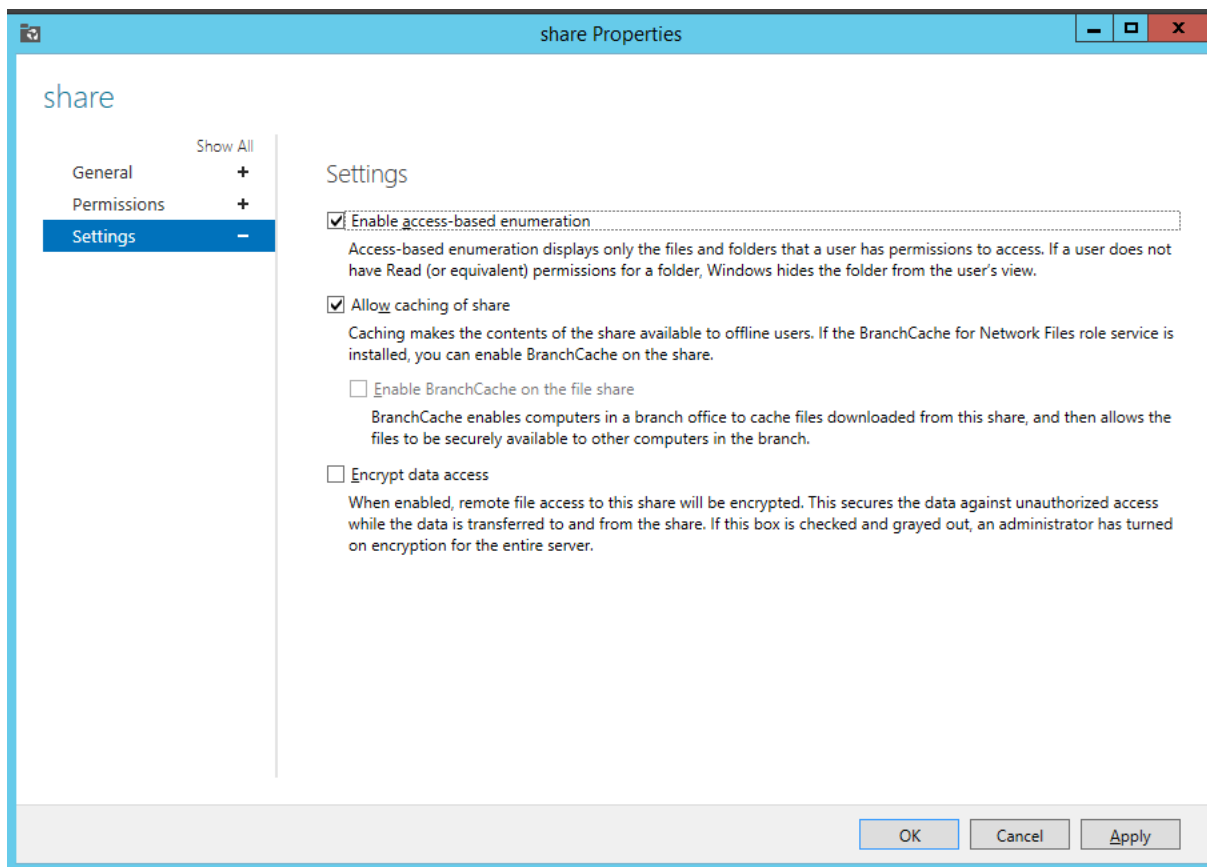 share Properties
share
Show All
General +
Permissions +
Settings −
Settings
Enable access-based enumeration
Access-based enumeration displays only the files and folders that a user has permissions to access. If a user does not
have Read (or equivalent) permissions for a folder, Windows hides the folder from the user's view.
Allow caching of share
Caching makes the contents of the share available to offline users. If the BranchCache for Network Files role service is
installed, you can enable BranchCache on the share.
Enable BranchCache on the file share
BranchCache enables computers in a branch office to cache files downloaded from this share, and then allows the
files to be securely available to other computers in the branch.
Encrypt data access
When enabled, remote file access to this share will be encrypted. This secures the data against unauthorized access
while the data is transferred to and from the share. If this box is checked and grayed out, an administrator has turned
on encryption for the entire server.
OK Cancel Apply